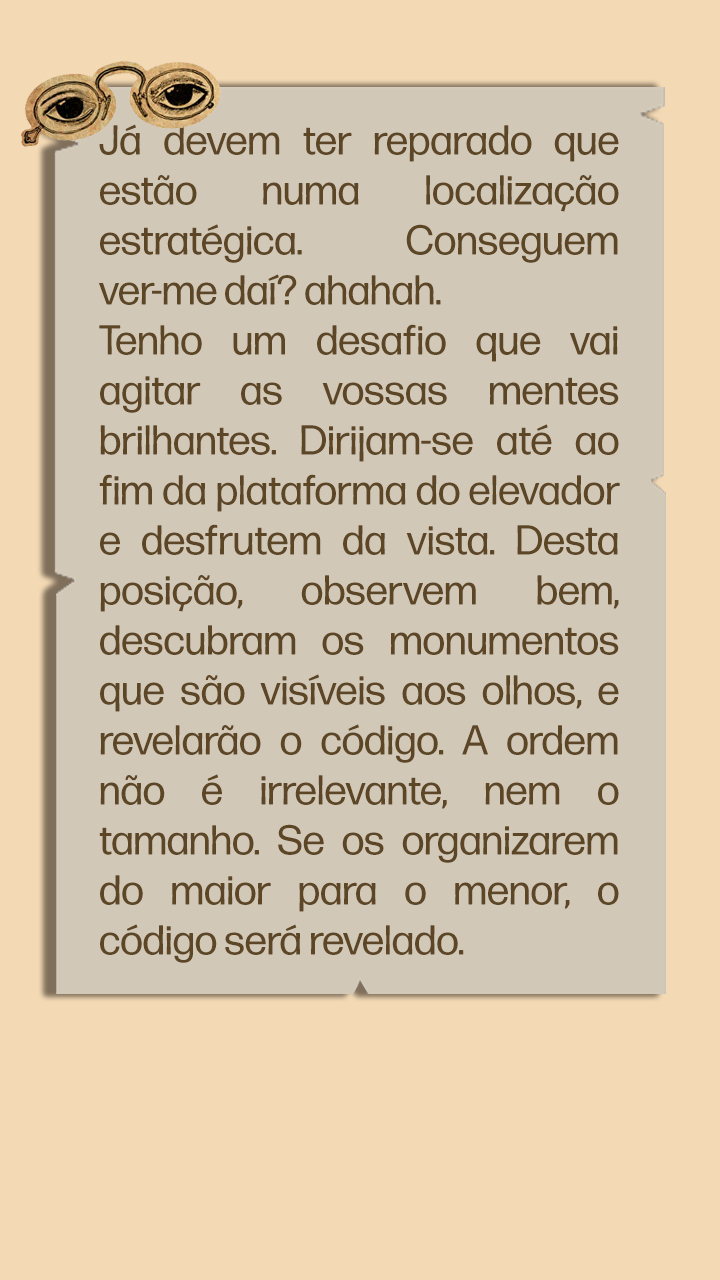 Já devem ter reparado que
estão numa localização
estratégica. Conseguem
ver-me daí? ahahah.
Tenho um desafio que vai
agitar as vossas mentes
brilhantes. Dirijam-se até ao
fim da plataforma do elevador
e desfrutem da vista. Desta
posição, observem bem,
descubram os monumentos
que são visíveis aos olhos, e
revelarão o código. A ordem
não é irrelevante, nem o
tamanho. Se os organizarem
do maior para o menor, o
código será revelado.